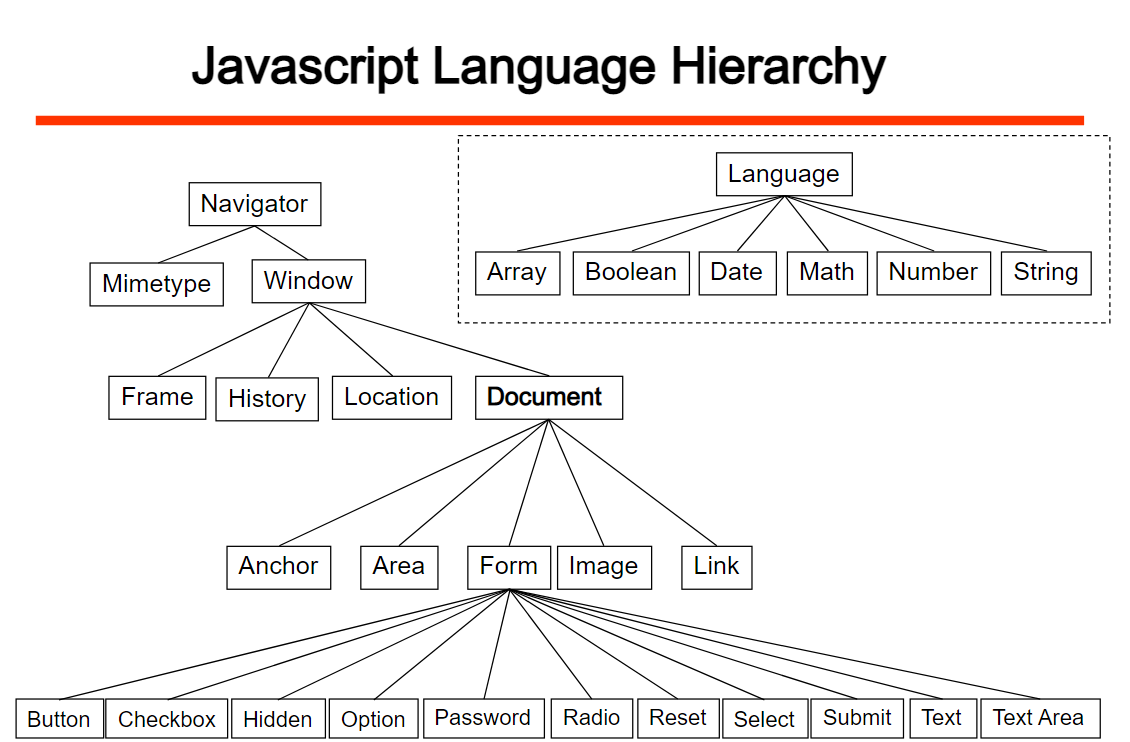 Javascript Language Hierarchy
Language
Navigator
Array Boolean Date Math Number String
Mimetype Window
Frame History Location Document
Anchor Area Form Image Link
Button Checkbox Hidden Option Password Radio Reset Select Submit Text Text Area